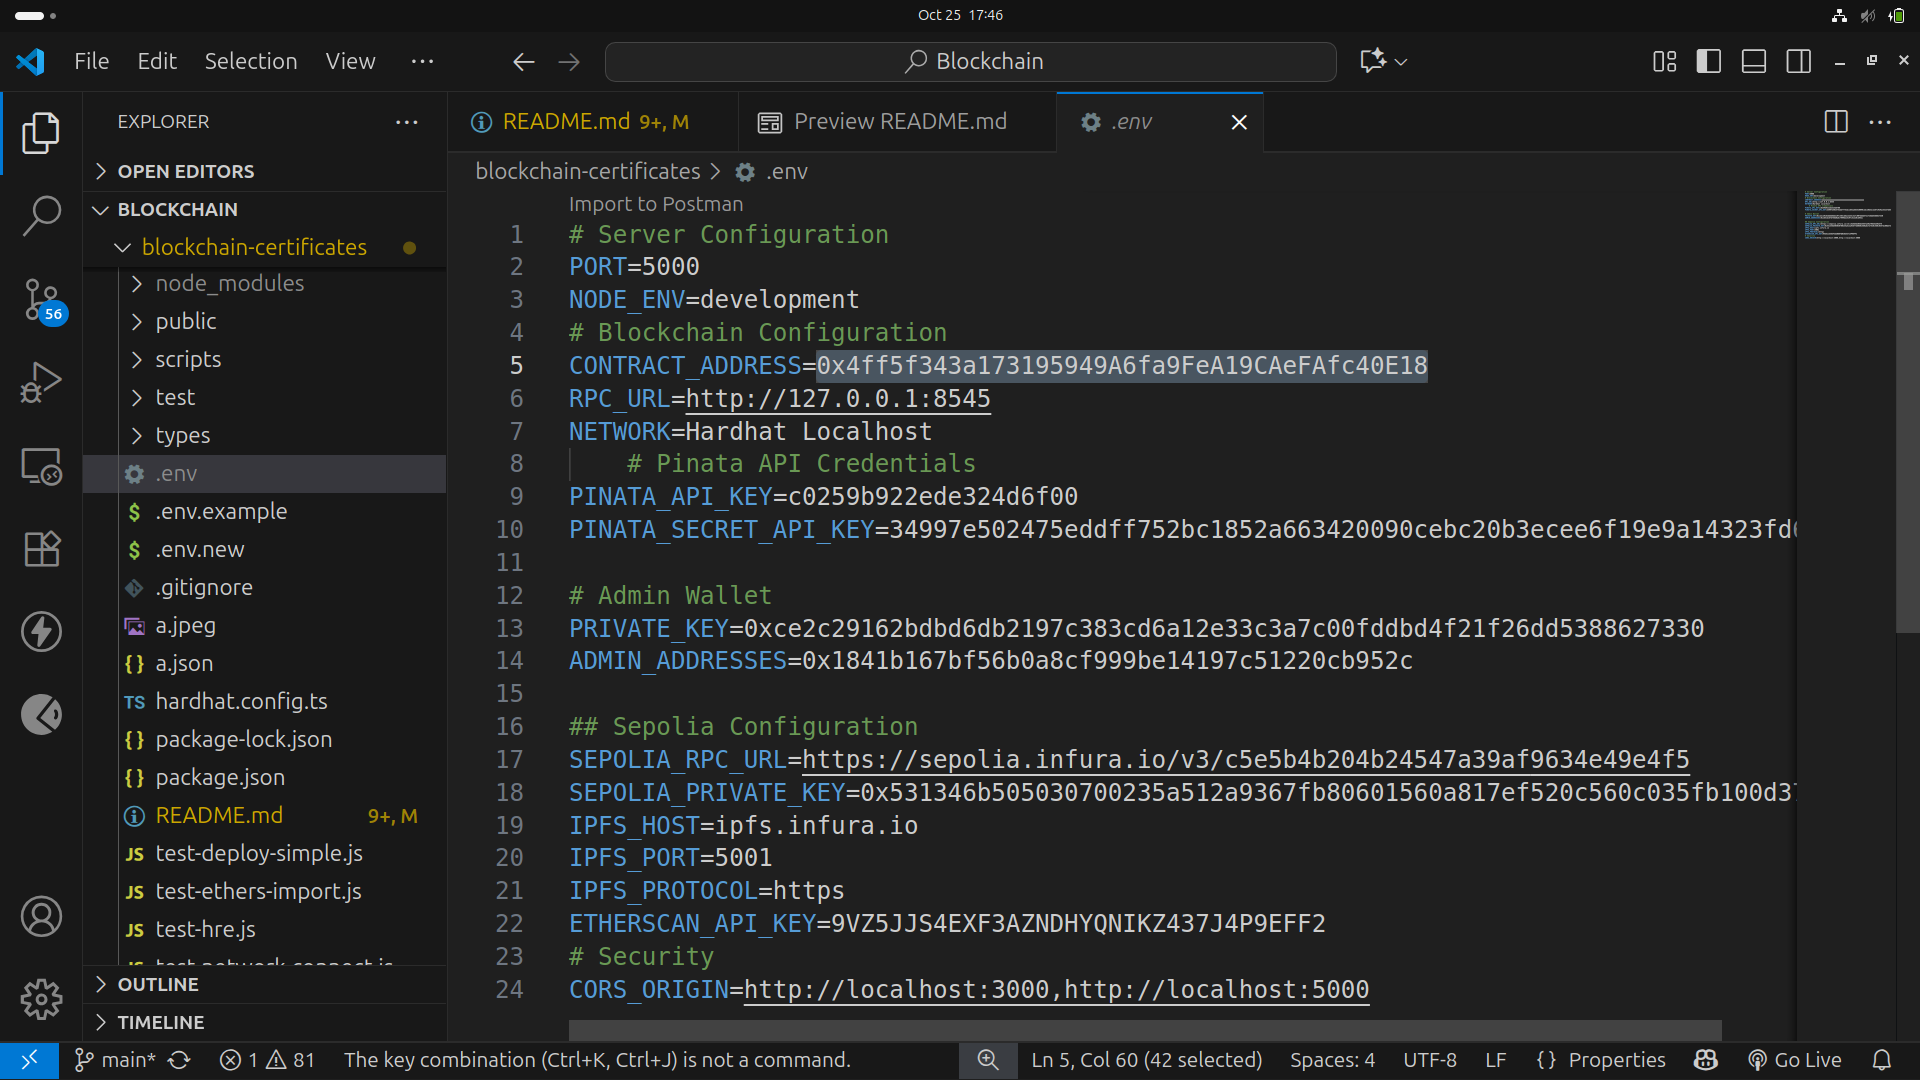 Oct 25 17:46
File Edit Selection View ···
Blockchain
EXPLORER
OPEN EDITORS
BLOCKCHAIN
blockchain-certificates
node_modules
public
scripts
test
types
.env
.env.example
.env.new
.gitignore
a.jpeg
a.json
hardhat.config.ts
package-lock.json
package.json
README.md 9+, M
test-deploy-simple.js
test-ethers-import.js
test-hre.js
test-network-connect.js
OUTLINE
TIMELINE
56
README.md 9+, M
Preview README.md
.env
blockchain-certificates > .env
Import to Postman
1 # Server Configuration
2 PORT=5000
3 NODE_ENV=development
4 # Blockchain Configuration
5 CONTRACT_ADDRESS=0x4ff5f343a173195949A6fa9FeA19CAeFAfc40E18
6 RPC_URL=http://127.0.0.1:8545
7 NETWORK=Hardhat Localhost
8 # Pinata API Credentials
9 PINATA_API_KEY=c0259b922ede324d6f00
10 PINATA_SECRET_API_KEY=34997e502475eddff752bc1852a663420090cebc20b3ecee6f19e9a14323fd
11
12 # Admin Wallet
13 PRIVATE_KEY=0xce2c29162bdbd6db2197c383cd6a12e33c3a7c00fddbd4f21f26dd5388627330
14 ADMIN_ADDRESSES=0x1841b167bf56b0a8cf999be14197c51220cb952c
15
16 ## Sepolia Configuration
17 SEPOLIA_RPC_URL=https://sepolia.infura.io/v3/c5e5b4b204b24547a39af9634e49e4f5
18 SEPOLIA_PRIVATE_KEY=0x531346b505030700235a512a9367fb80601560a817ef520c560c035fb100d3
19 IPFS_HOST=ipfs.infura.io
20 IPFS_PORT=5001
21 IPFS_PROTOCOL=https
22 ETHERSCAN_API_KEY=9VZ5JJS4EXF3AZNDHYQNIKZ437J4P9EFF2
23 # Security
24 CORS_ORIGIN=http://localhost:3000,http://localhost:5000
main* 1 81 The key combination (Ctrl+K, Ctrl+J) is not a command. Ln 5, Col 60 (42 selected) Spaces: 4 UTF-8 LF {} Properties Go Live